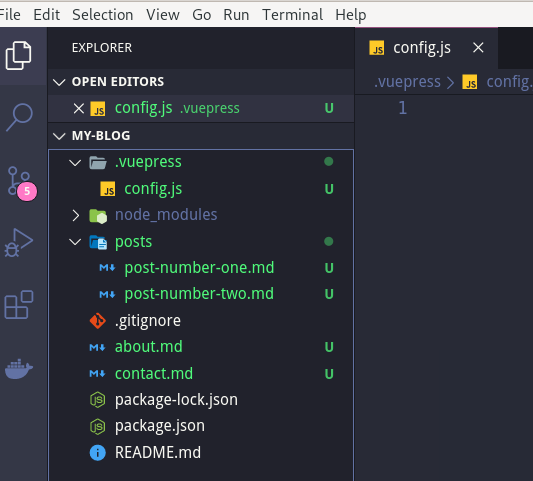 File Edit Selection View Go Run Terminal Help
EXPLORER
JS config.js
OPEN EDITORS
.vuepress JS config.
JS config.js .vuepress U
1
MY-BLOG
.vuepress
JS config.js U
5
node_modules
posts
post-number-one.md U
post-number-two.md U
.gitignore
about.md U
contact.md U
JS package-lock.json
JS package.json
README.md